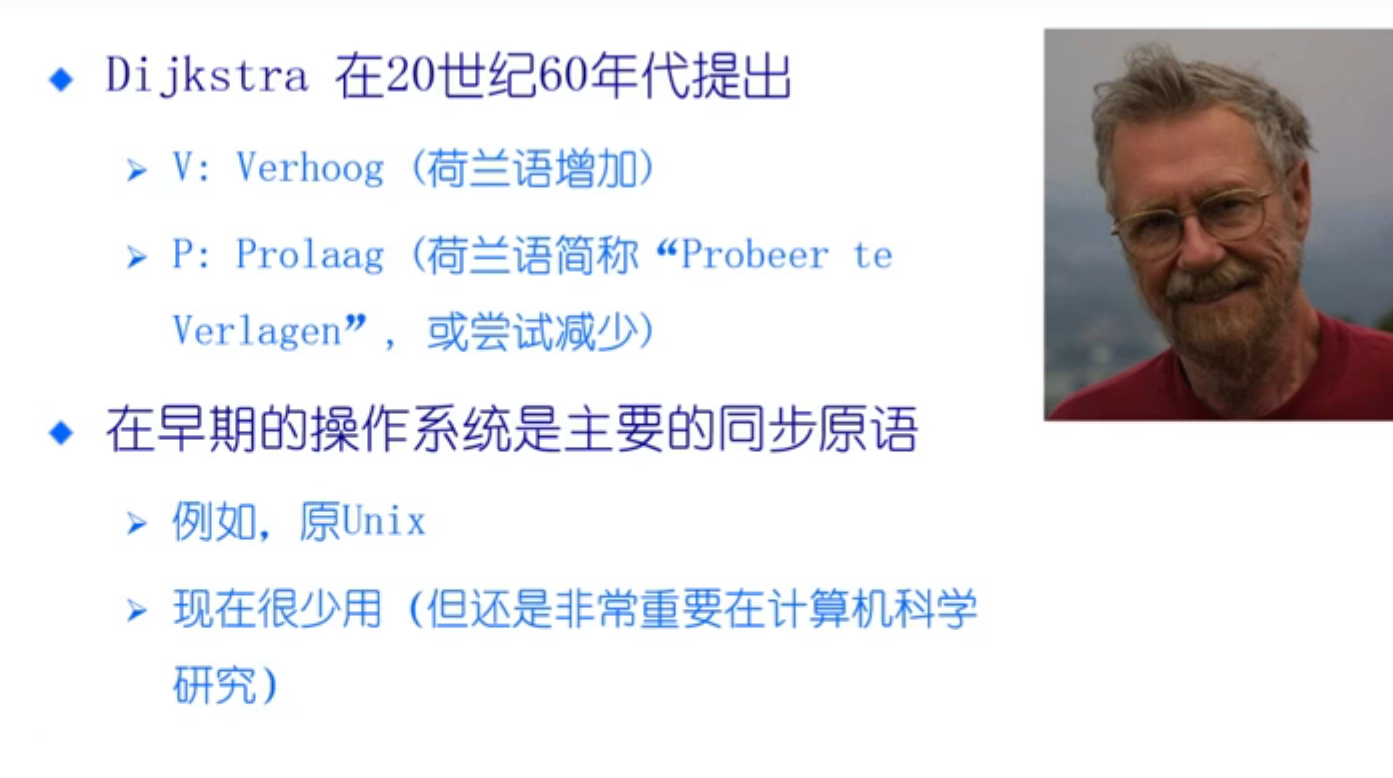 Dijkstra 在20世纪60年代提出
V: Verhoog (荷兰语增加)
P: Prolaag (荷兰语简称“Probeer te
Verlagen”, 或尝试减少)
在早期的操作系统是主要的同步原语
例如, 原Unix
现在很少用 (但还是非常重要在计算机科学
研究)